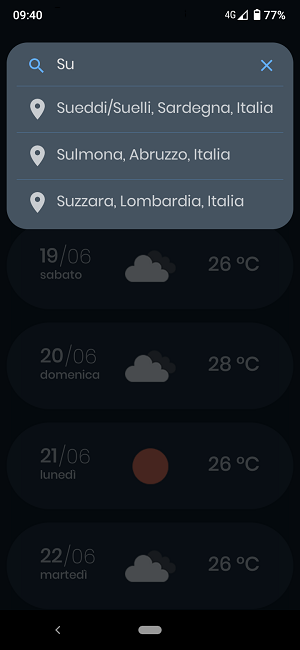 09:40
4G 77%
Su
Sueddi/Suelli, Sardegna, Italia
Sulmona, Abruzzo, Italia
Suzzara, Lombardia, Italia
19/06 26 °C
sabato
20/06 28 °C
domenica
21/06 26 °C
lunedì
22/06 26 °C
martedì